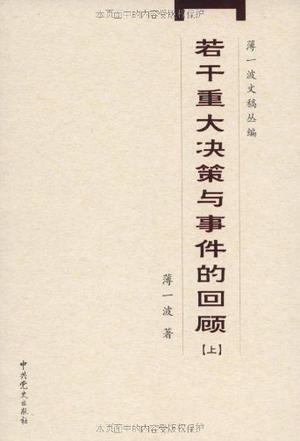 本页面中的内容受版权保护
薄一波文稿丛编
若干重大决策与事件的回顾
【上】
薄一波 著
中共党史出版社
本页面中的内容受版权保护